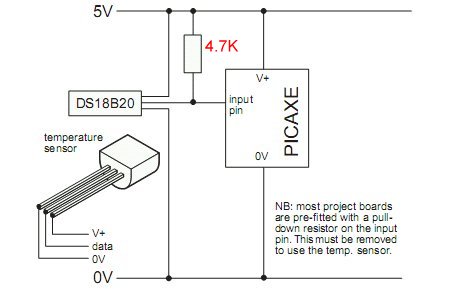 5V
4.7K
V+
DS18B20
input
pin
PICAXE
temperature
sensor
0V
NB: most project boards
are pre-fitted with a pull-
down resistor on the input
pin. This must be removed
to use the temp. sensor.
V+
data
0V
0V